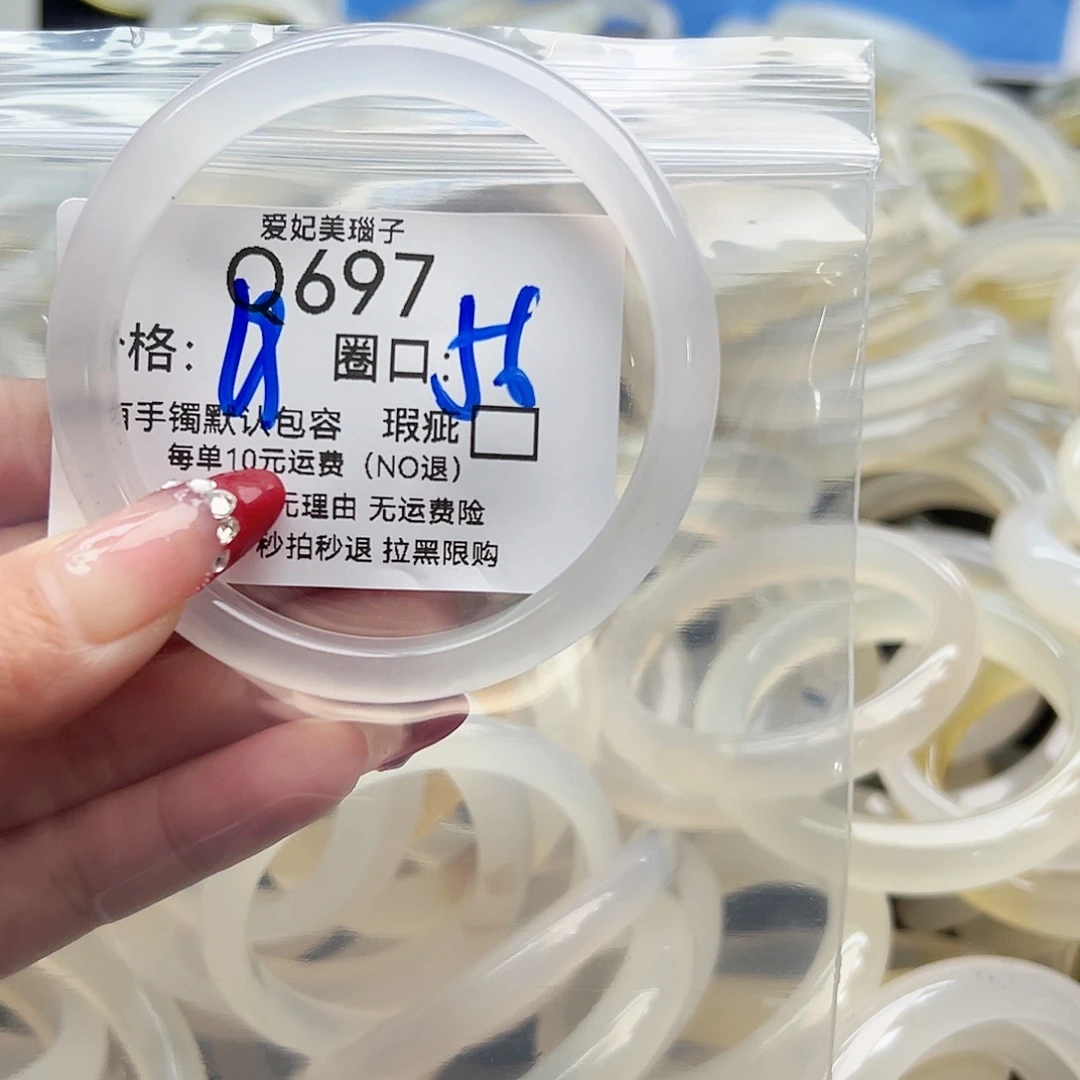 爱妃美瑙子
Q697
格: 圈口: 56
手镯默认包容 瑕疵
每单10元运费 (NO退)
理由 无运费险
秒拍秒退 拉黑限购